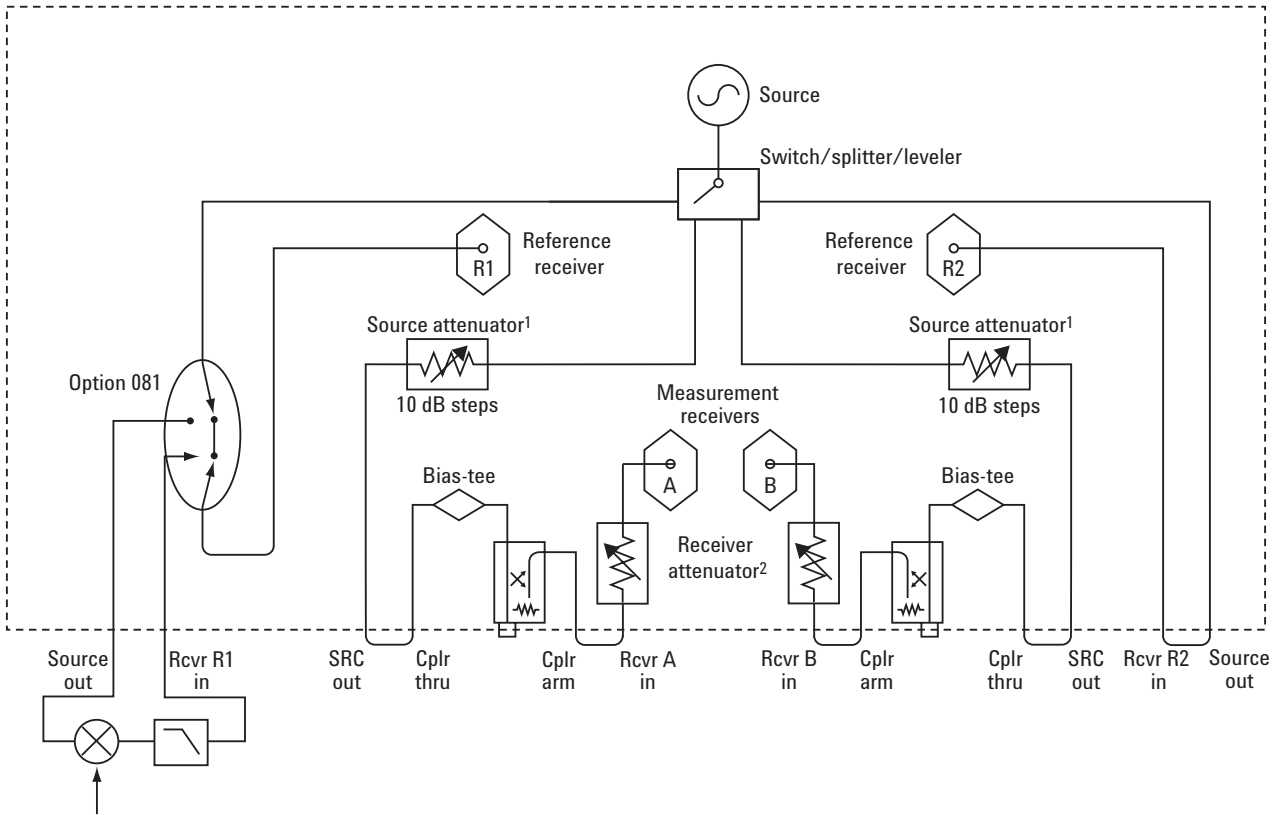 Source
Switch/splitter/leveler
Reference
receiver
R1
Reference
receiver
R2
Source attenuator1
10 dB steps
Source attenuator1
10 dB steps
Option 081
Measurement
receivers
A
B
Bias-tee
Bias-tee
Receiver
attenuator2
Source
out
Rcvr R1
in
SRC
out
Cplr
thru
Cplr
arm
Rcvr A
in
Rcvr B
in
Cplr
arm
Cplr
thru
SRC
out
Rcvr R2
in
Source
out